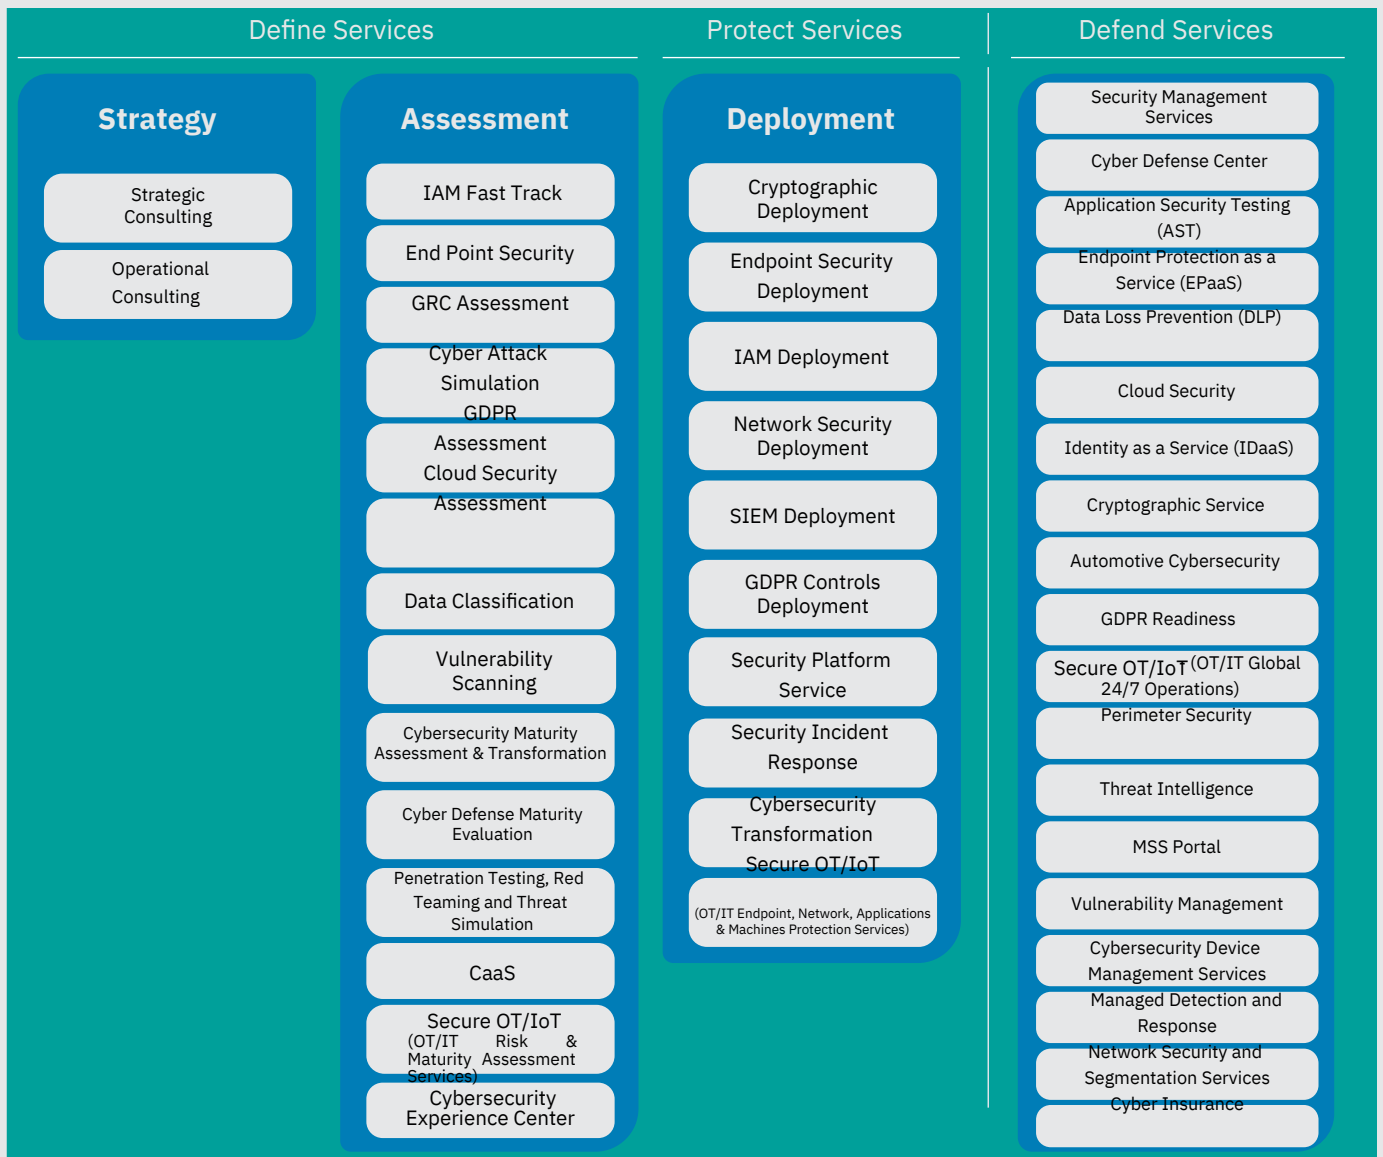 Define Services
Protect Services
Defend Services
Strategy
Strategic
Consulting
Operational
Consulting
Assessment
IAM Fast Track
End Point Security
GRC Assessment
Cyber Attack
Simulation
GDPR
Assessment
Cloud Security
Assessment
Data Classification
Vulnerability
Scanning
Cybersecurity Maturity
Assessment & Transformation
Cyber Defense Maturity
Evaluation
Penetration Testing, Red
Teaming and Threat
Simulation
CaaS
Secure OT/IoT
(OT/IT Risk &
Maturity Assessment
Services)
Cybersecurity
Experience Center
Deployment
Cryptographic
Deployment
Endpoint Security
Deployment
IAM Deployment
Network Security
Deployment
SIEM Deployment
GDPR Controls
Deployment
Security Platform
Service
Security Incident
Response
Cybersecurity
Transformation
Secure OT/IoT
(OT/IT Endpoint, Network, Applications
& Machines Protection Services)
Security Management
Services
Cyber Defense Center
Application Security Testing
(AST)
Endpoint Protection as a
Service (EPaaS)
Data Loss Prevention (DLP)
Cloud Security
Identity as a Service (IDaaS)
Cryptographic Service
Automotive Cybersecurity
GDPR Readiness
Secure OT/IoT (OT/IT Global
24/7 Operations)
Perimeter Security
Threat Intelligence
MSS Portal
Vulnerability Management
Cybersecurity Device
Management Services
Managed Detection and
Response
Network Security and
Segmentation Services
Cyber Insurance